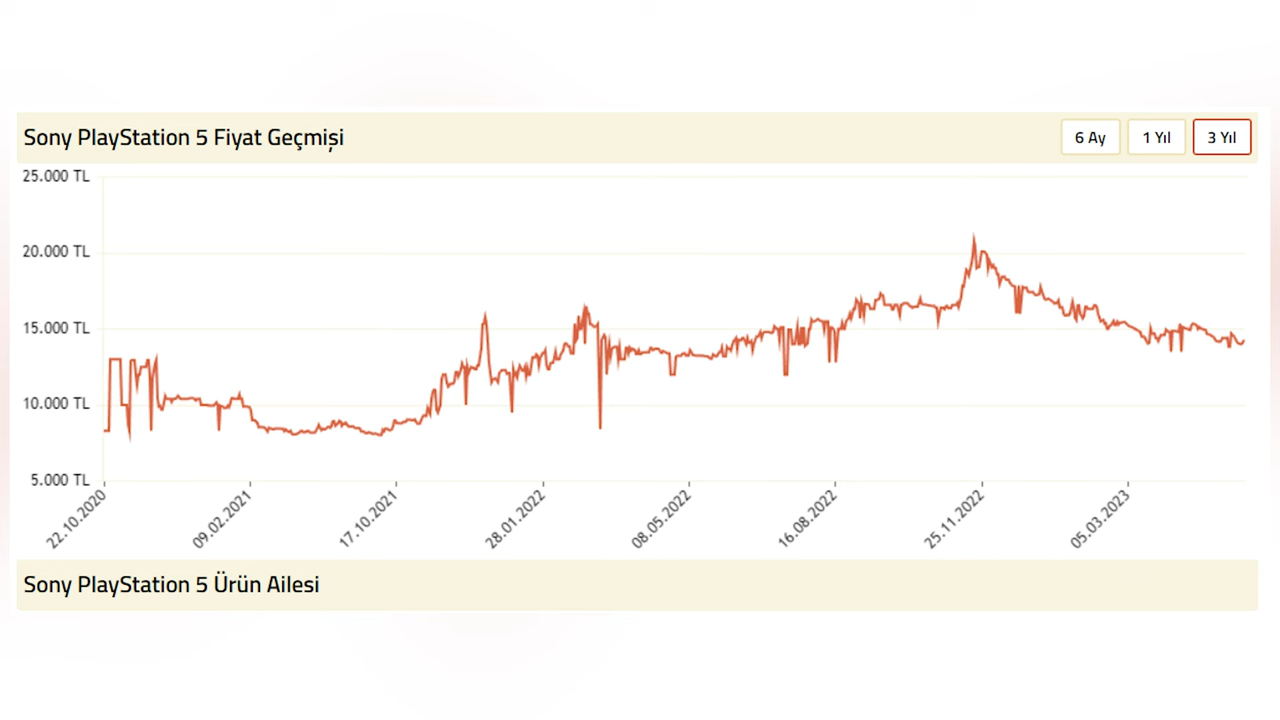 Sony PlayStation 5 Fiyat Geçmişi
6 Ay
1 Yıl
3 Yıl
25.000 TL
20.000 TL
15.000 TL
10.000 TL
5.000 TL
22.10.2020
09.02.2021
17.10.2021
28.01.2022
08.05.2022
16.08.2022
25.11.2022
05.03.2023
Sony PlayStation 5 Ürün Ailesi